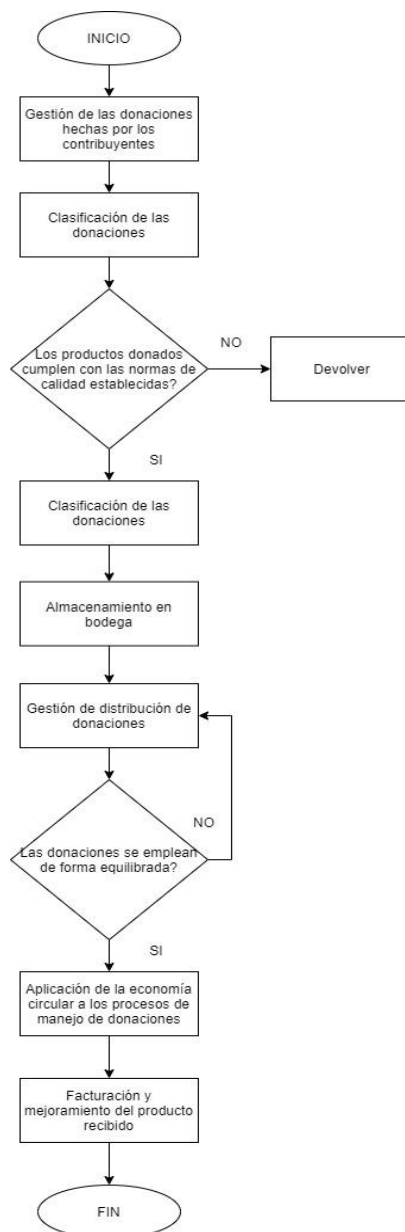 INICIO
Gestión de las donaciones
hechas por los
contribuyentes
Clasificación de las
donaciones
Los productos donados
cumplen con las normas de
calidad establecidas?
NO
Devolver
SI
Clasificación de las
donaciones
Almacenamiento en
bodega
Gestión de distribución de
donaciones
NO
Las donaciones se emplean
de forma equilibrada?
SI
Aplicación de la economía
circular a los procesos de
manejo de donaciones
Facturación y
mejoramiento del producto
recibido
FIN